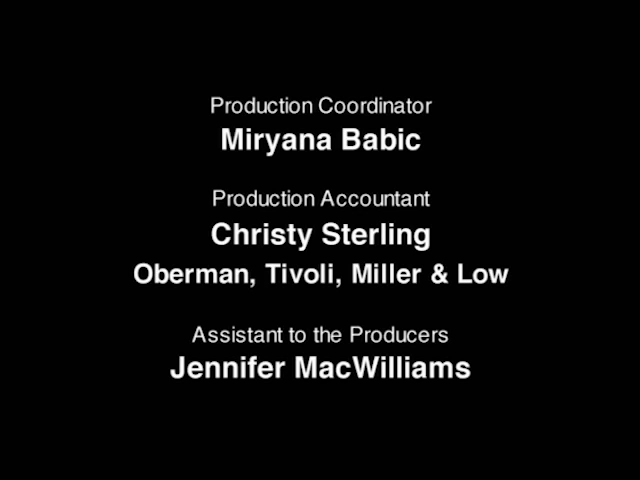 Production Coordinator
Miryana Babic
Production Accountant
Christy Sterling
Oberman, Tivoli, Miller & Low
Assistant to the Producers
Jennifer MacWilliams